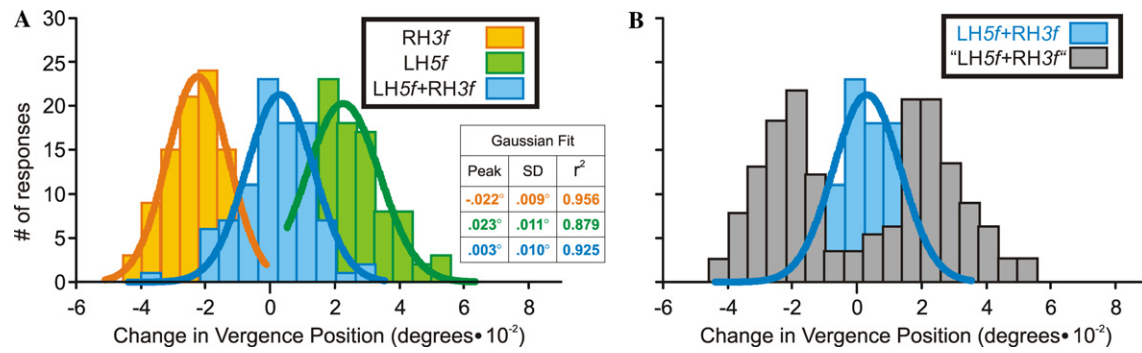 A
30
25
20
15
10
5
0
# of responses
-6 -4 -2 0 2 4 6 8
Change in Vergence Position (degrees• 10-2)
RH3f
LH5f
LH5f+RH3f
Gaussian Fit
Peak SD r2
-.022° .009° 0.956
.023° .011° 0.879
.003° .010° 0.925
B
LH5f+RH3f
“LH5f+RH3f“
-6 -4 -2 0 2 4 6 8
Change in Vergence Position (degrees• 10-2)